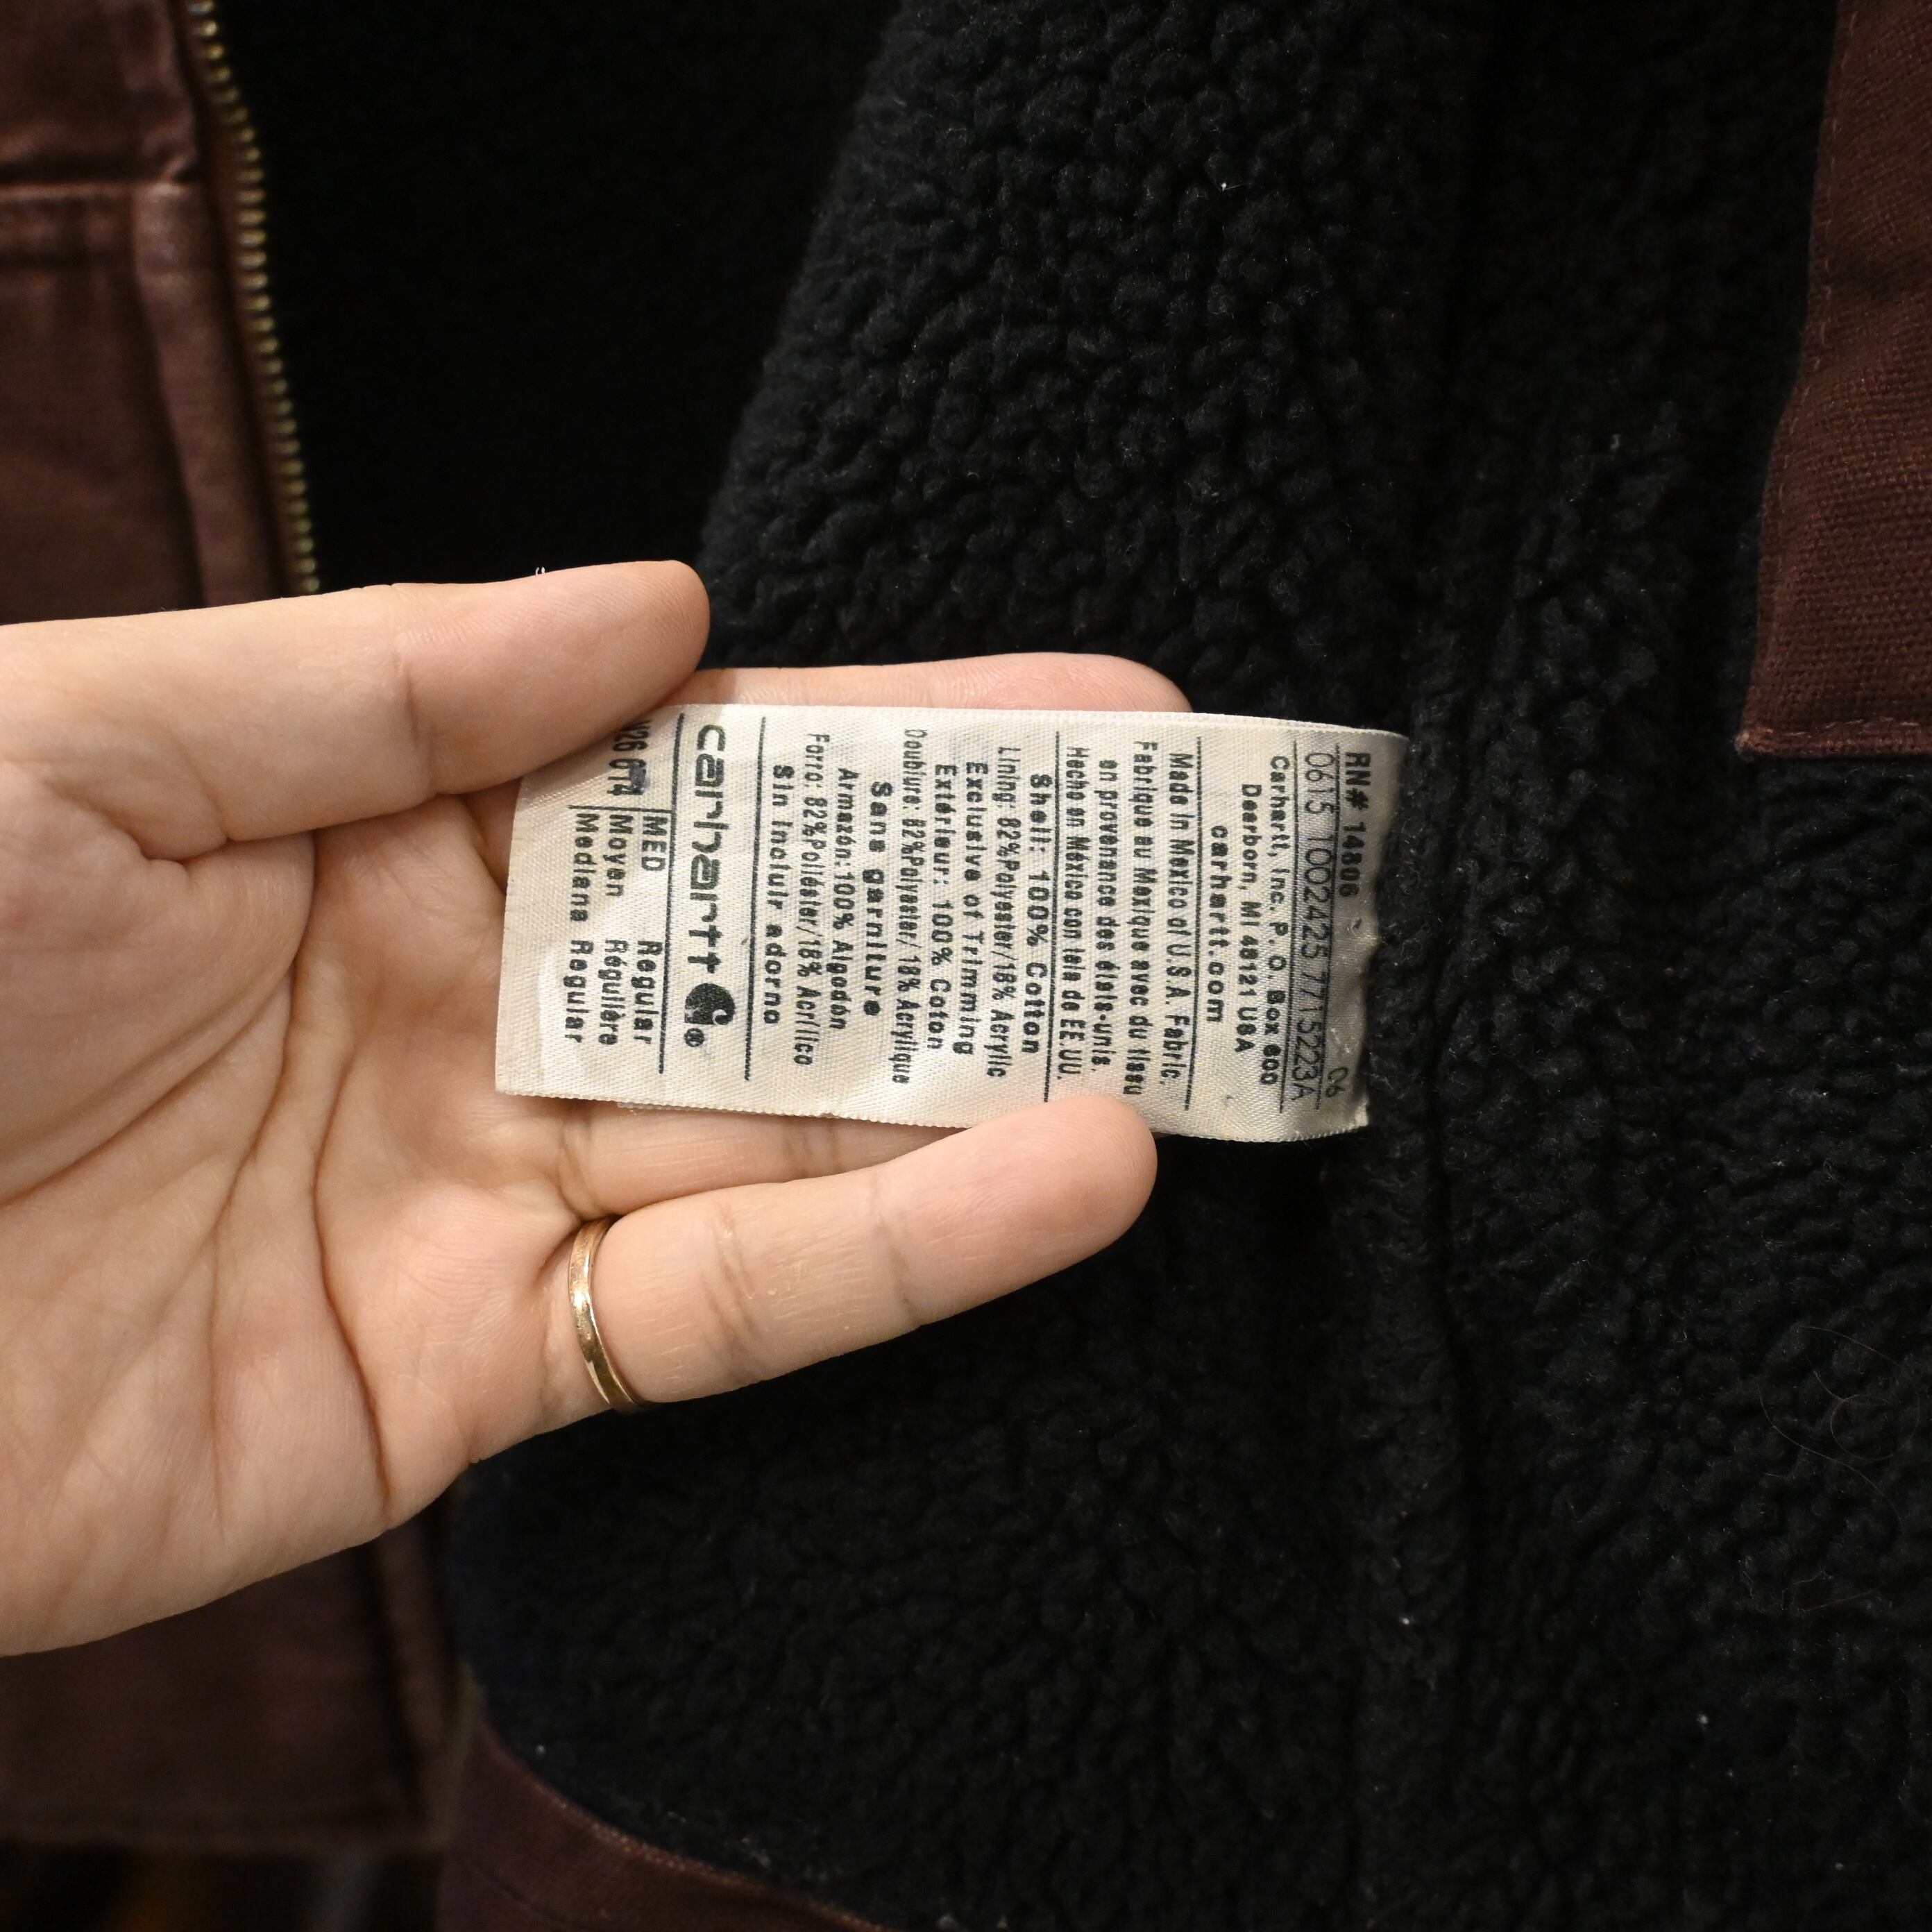 RN# 14806 06
0615 1002425 7715223A
Carhartt, Inc. P. O. Box 600
Dearborn, MI 48121 USA
carhartt.com
Made in Mexico of U.S.A. Fabric.
Fabriqué au Mexique avec du tissu
en provenance des états-unis.
Hecho en México con tela de EE.UU.
Shell: 100% Cotton
Lining: 82%Polyester/18% Acrylic
Exclusive of Trimming
Extérieur: 100% Coton
Doublure: 82%Polyester/ 18% Acrylique
Sans garniture
Armazón:100% Algodón
Forro: 82%Poliéster/18% Acrílico
Sin incluir adorno
carhartt ®
MED Regular
Moyen Régulière
Mediana Regular